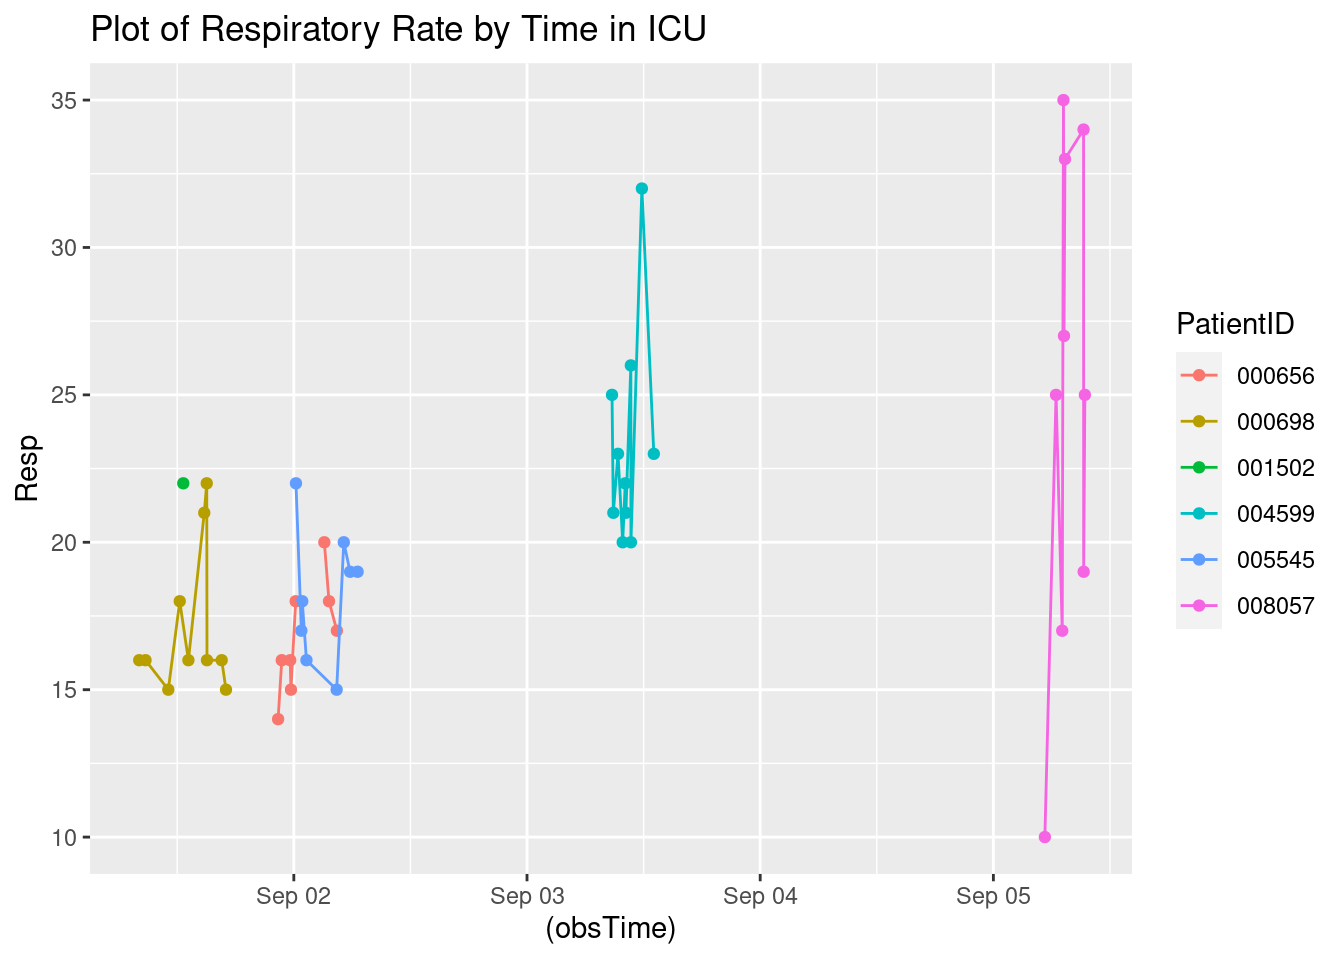 Plot of Respiratory Rate by Time in ICU
35
30
25
20
15
10
Resp
Sep 02
Sep 03
Sep 04
Sep 05
(obsTime)
PatientID
000656
000698
001502
004599
005545
008057